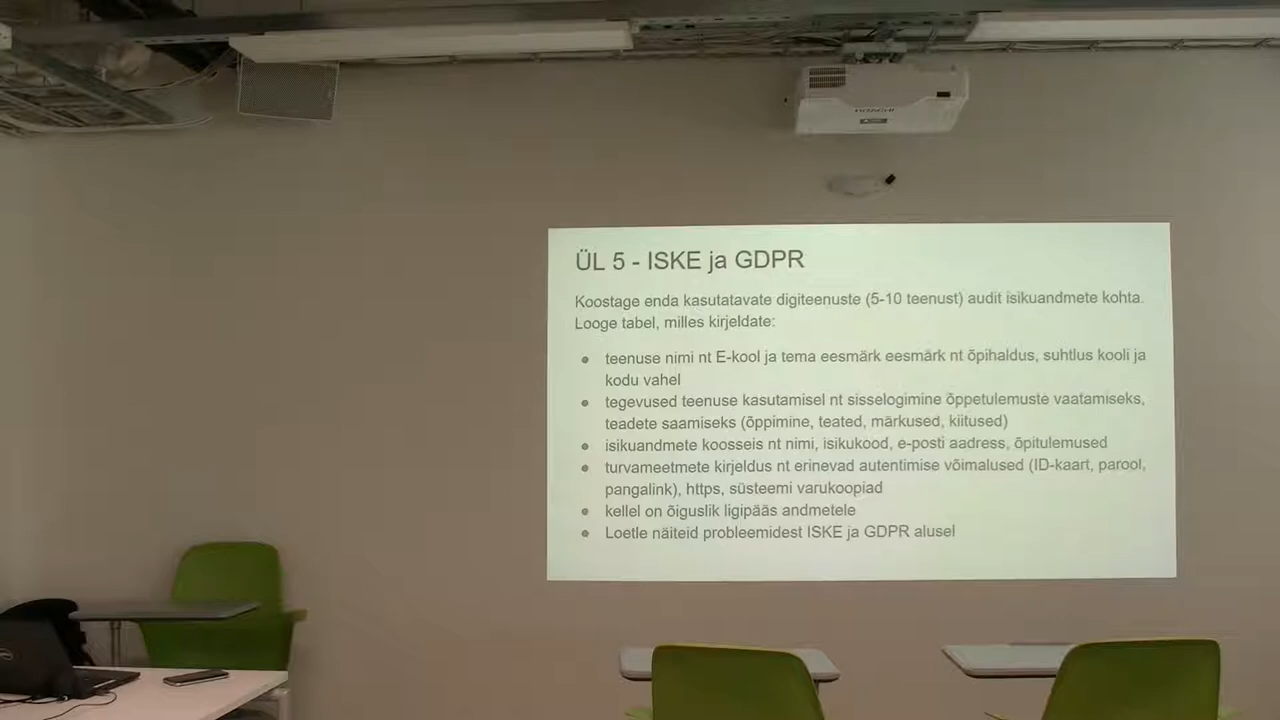 HITACHI
ÜL 5 - ISKE ja GDPR
Koostage enda kasutatavate digiteenuste (5-10 teenust) audit isikuandmete kohta.
Looge tabel, milles kirjeldate:
● teenuse nimi nt E-kool ja tema eesmärk eesmärk nt õpihaldus, suhtlus kooli ja
kodu vahel
● tegevused teenuse kasutamisel nt sisselogimine õppetulemuste vaatamiseks,
teadete saamiseks (õppimine, teated, märkused, kiitused)
● isikuandmete koosseis nt nimi, isikukood, e-posti aadress, õpitulemused
● turvameetmete kirjeldus nt erinevad autentimise võimalused (ID-kaart, parool,
pangalink), https, süsteemi varukoopiad
● kellel on õiguslik ligipääs andmetele
● Loetle näiteid probleemidest ISKE ja GDPR alusel